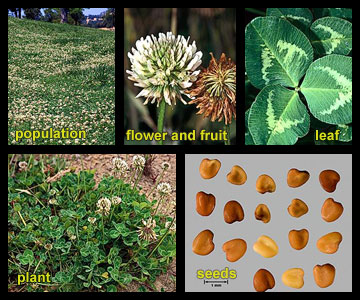 population
flower and fruit
leaf
plant
seeds
1 mm